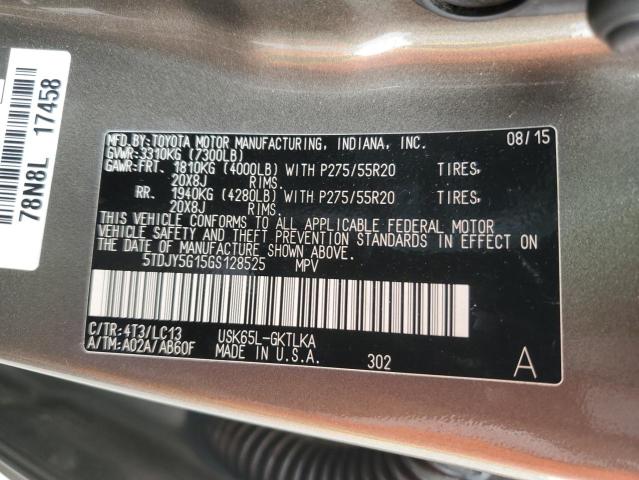 78N8L 17458
MFD.BY:TOYOTA MOTOR MANUFACTURING, INDIANA, INC. 08/15
GVWR:3310KG (7300LB)
GAWR:FRT. 1810KG (4000LB) WITH P275/55R20 TIRES,
20X8J RIMS.
RR. 1940KG (4280LB) WITH P275/55R20 TIRES,
20X8J RIMS.
THIS VEHICLE CONFORMS TO ALL APPLICABLE FEDERAL MOTOR
VEHICLE SAFETY AND THEFT PREVENTION STANDARDS IN EFFECT ON
THE DATE OF MANUFACTURE SHOWN ABOVE.
5TDJY5G15GS128525 MPV
C/TR:4T3/LC13 USK65L-GKTLKA
A/TM:A02A/AB60F MADE IN U.S.A. 302 A